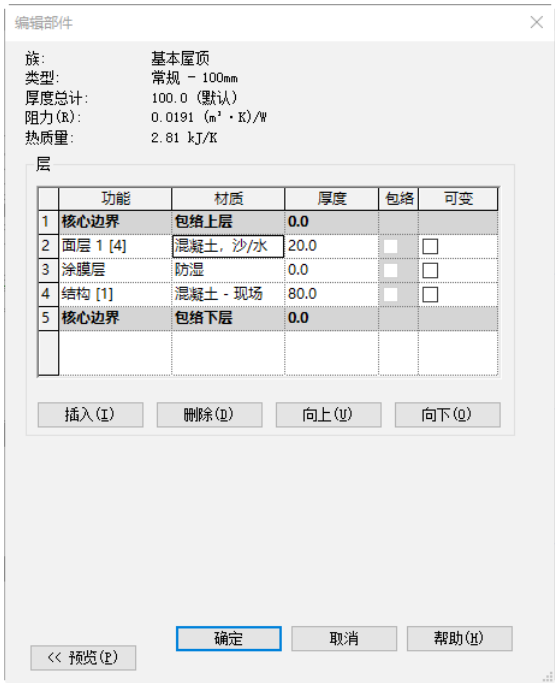 编辑部件
族: 基本屋顶
类型: 常规 - 100mm
厚度总计: 100.0 (默认)
阻力(R): 0.0191 (m²·K)/W
热质量: 2.81 kJ/K
层
功能 材质 厚度 包络 可变
1 核心边界 包络上层 0.0
2 面层 1 [4] 混凝土, 沙/水 20.0
3 涂膜层 防湿 0.0
4 结构 [1] 混凝土 - 现场 80.0
5 核心边界 包络下层 0.0
插入(I) 删除(D) 向上(U) 向下(O)
确定 取消 帮助(H)
<< 预览(P)